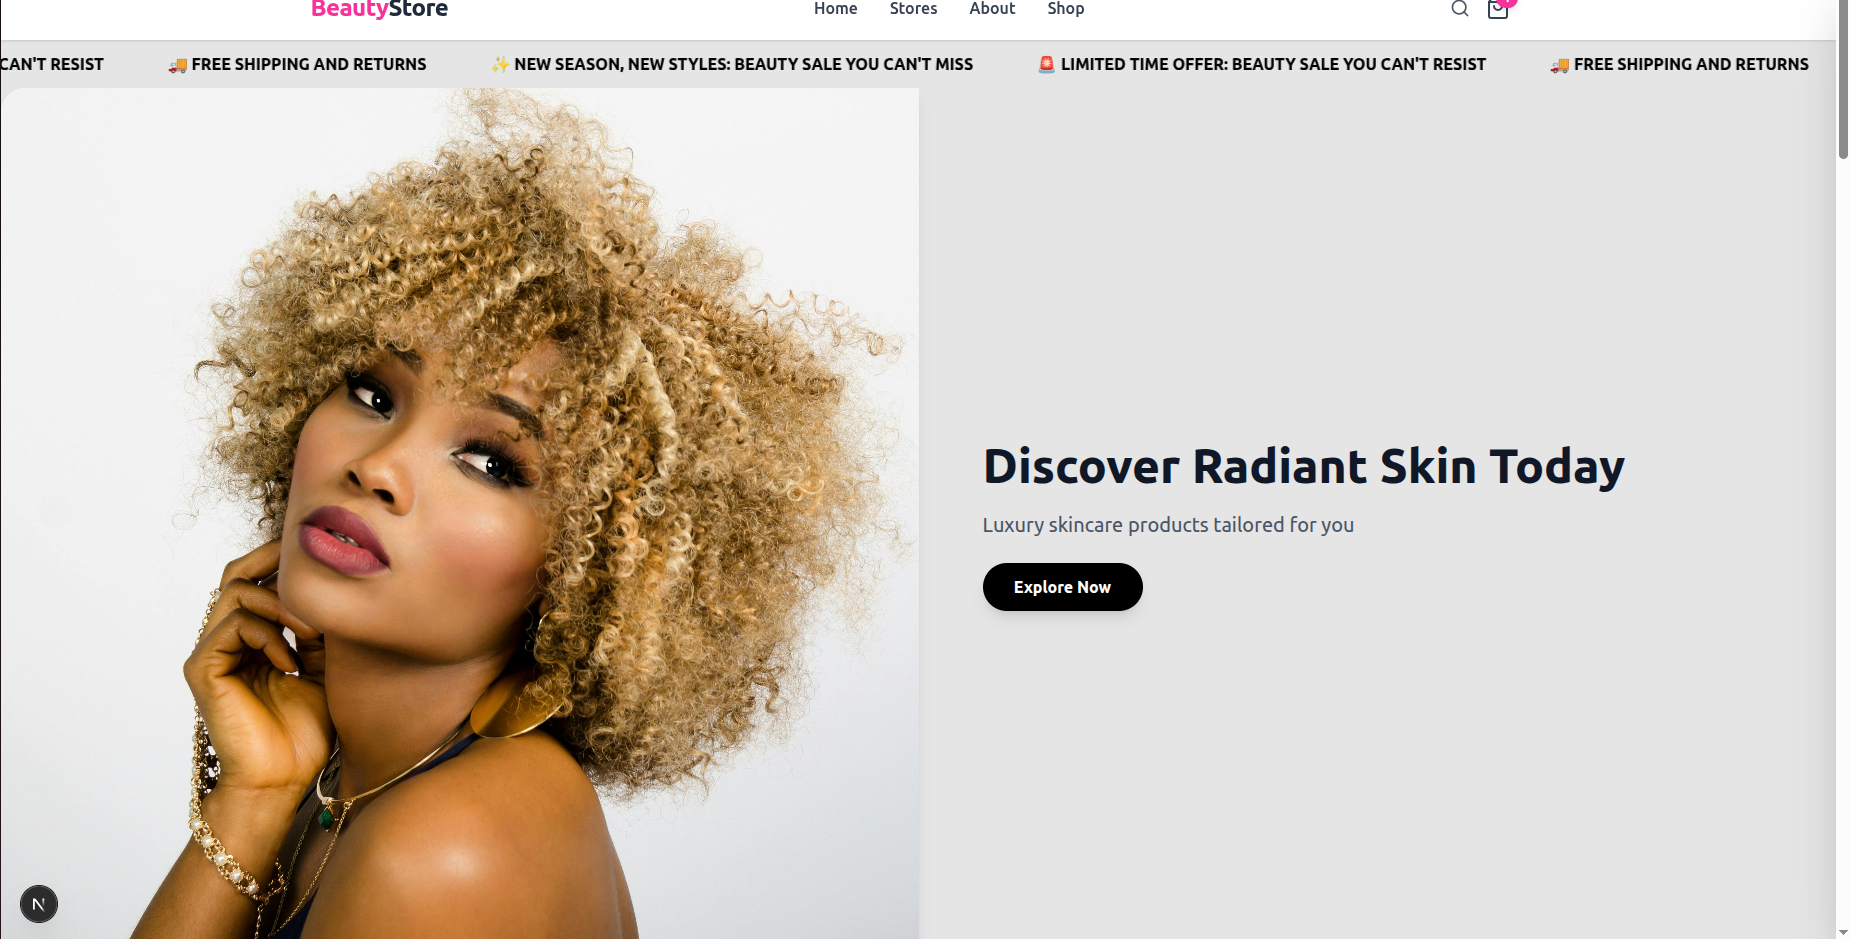 BeautyStore
Home Stores About Shop
CAN'T RESIST 🚚 FREE SHIPPING AND RETURNS ✨ NEW SEASON, NEW STYLES: BEAUTY SALE YOU CAN'T MISS 🚨 LIMITED TIME OFFER: BEAUTY SALE YOU CAN'T RESIST 🚚 FREE SHIPPING AND RETURNS
Discover Radiant Skin Today
Luxury skincare products tailored for you
Explore Now
N